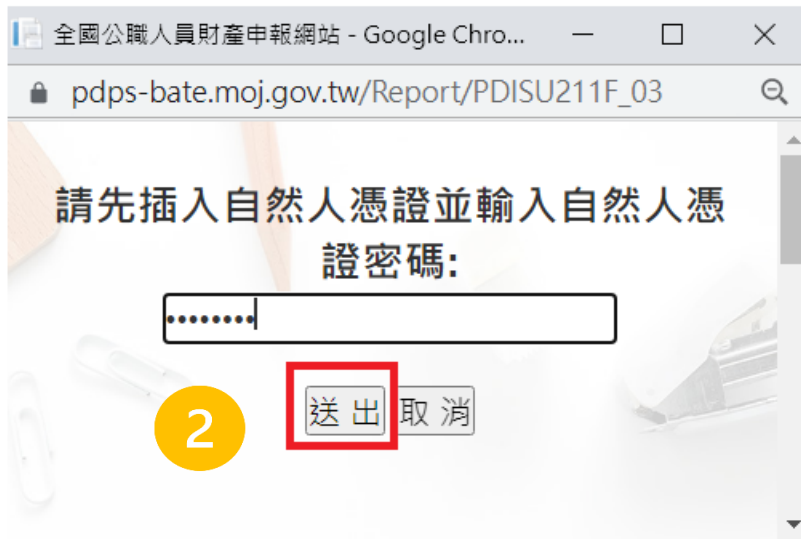 全國公職人員財產申報網站 - Google Chro...
pdps-bate.moj.gov.tw/Report/PDISU211F_03
請先插入自然人憑證並輸入自然人憑
證密碼:
••••••••
2
送 出 取 消